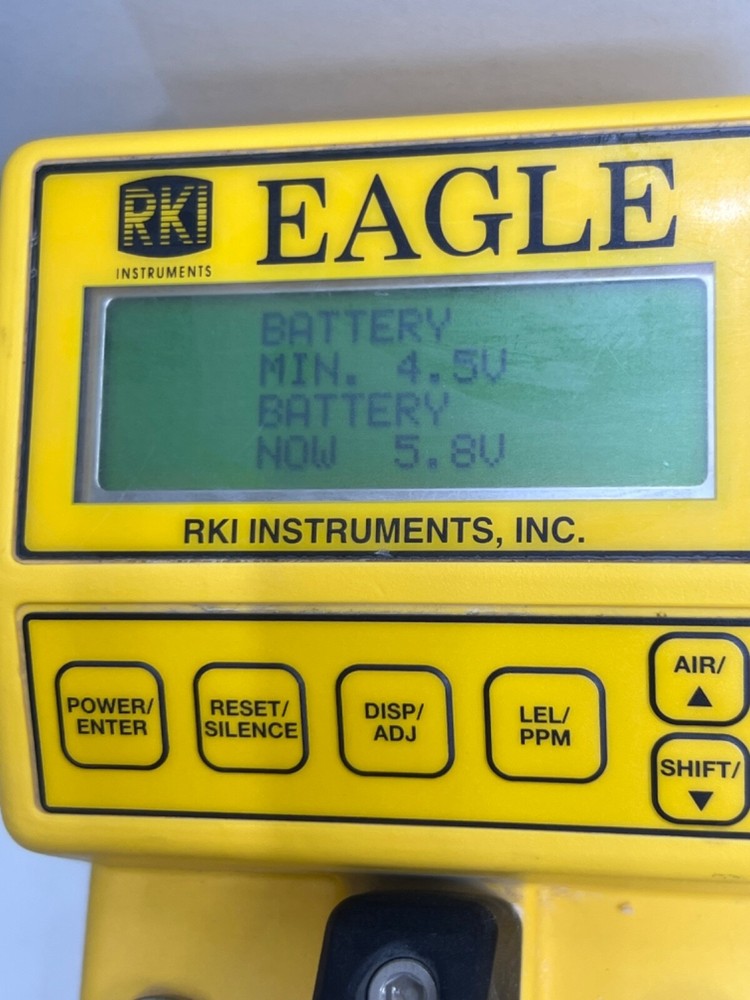 RKI
INSTRUMENTS
EAGLE
BATTERY
MIN. 4.5V
BATTERY
NOW 5.8V
RKI INSTRUMENTS, INC.
POWER/
ENTER
RESET/
SILENCE
DISP/
ADJ
LEL/
PPM
AIR/
▲
SHIFT/
▼